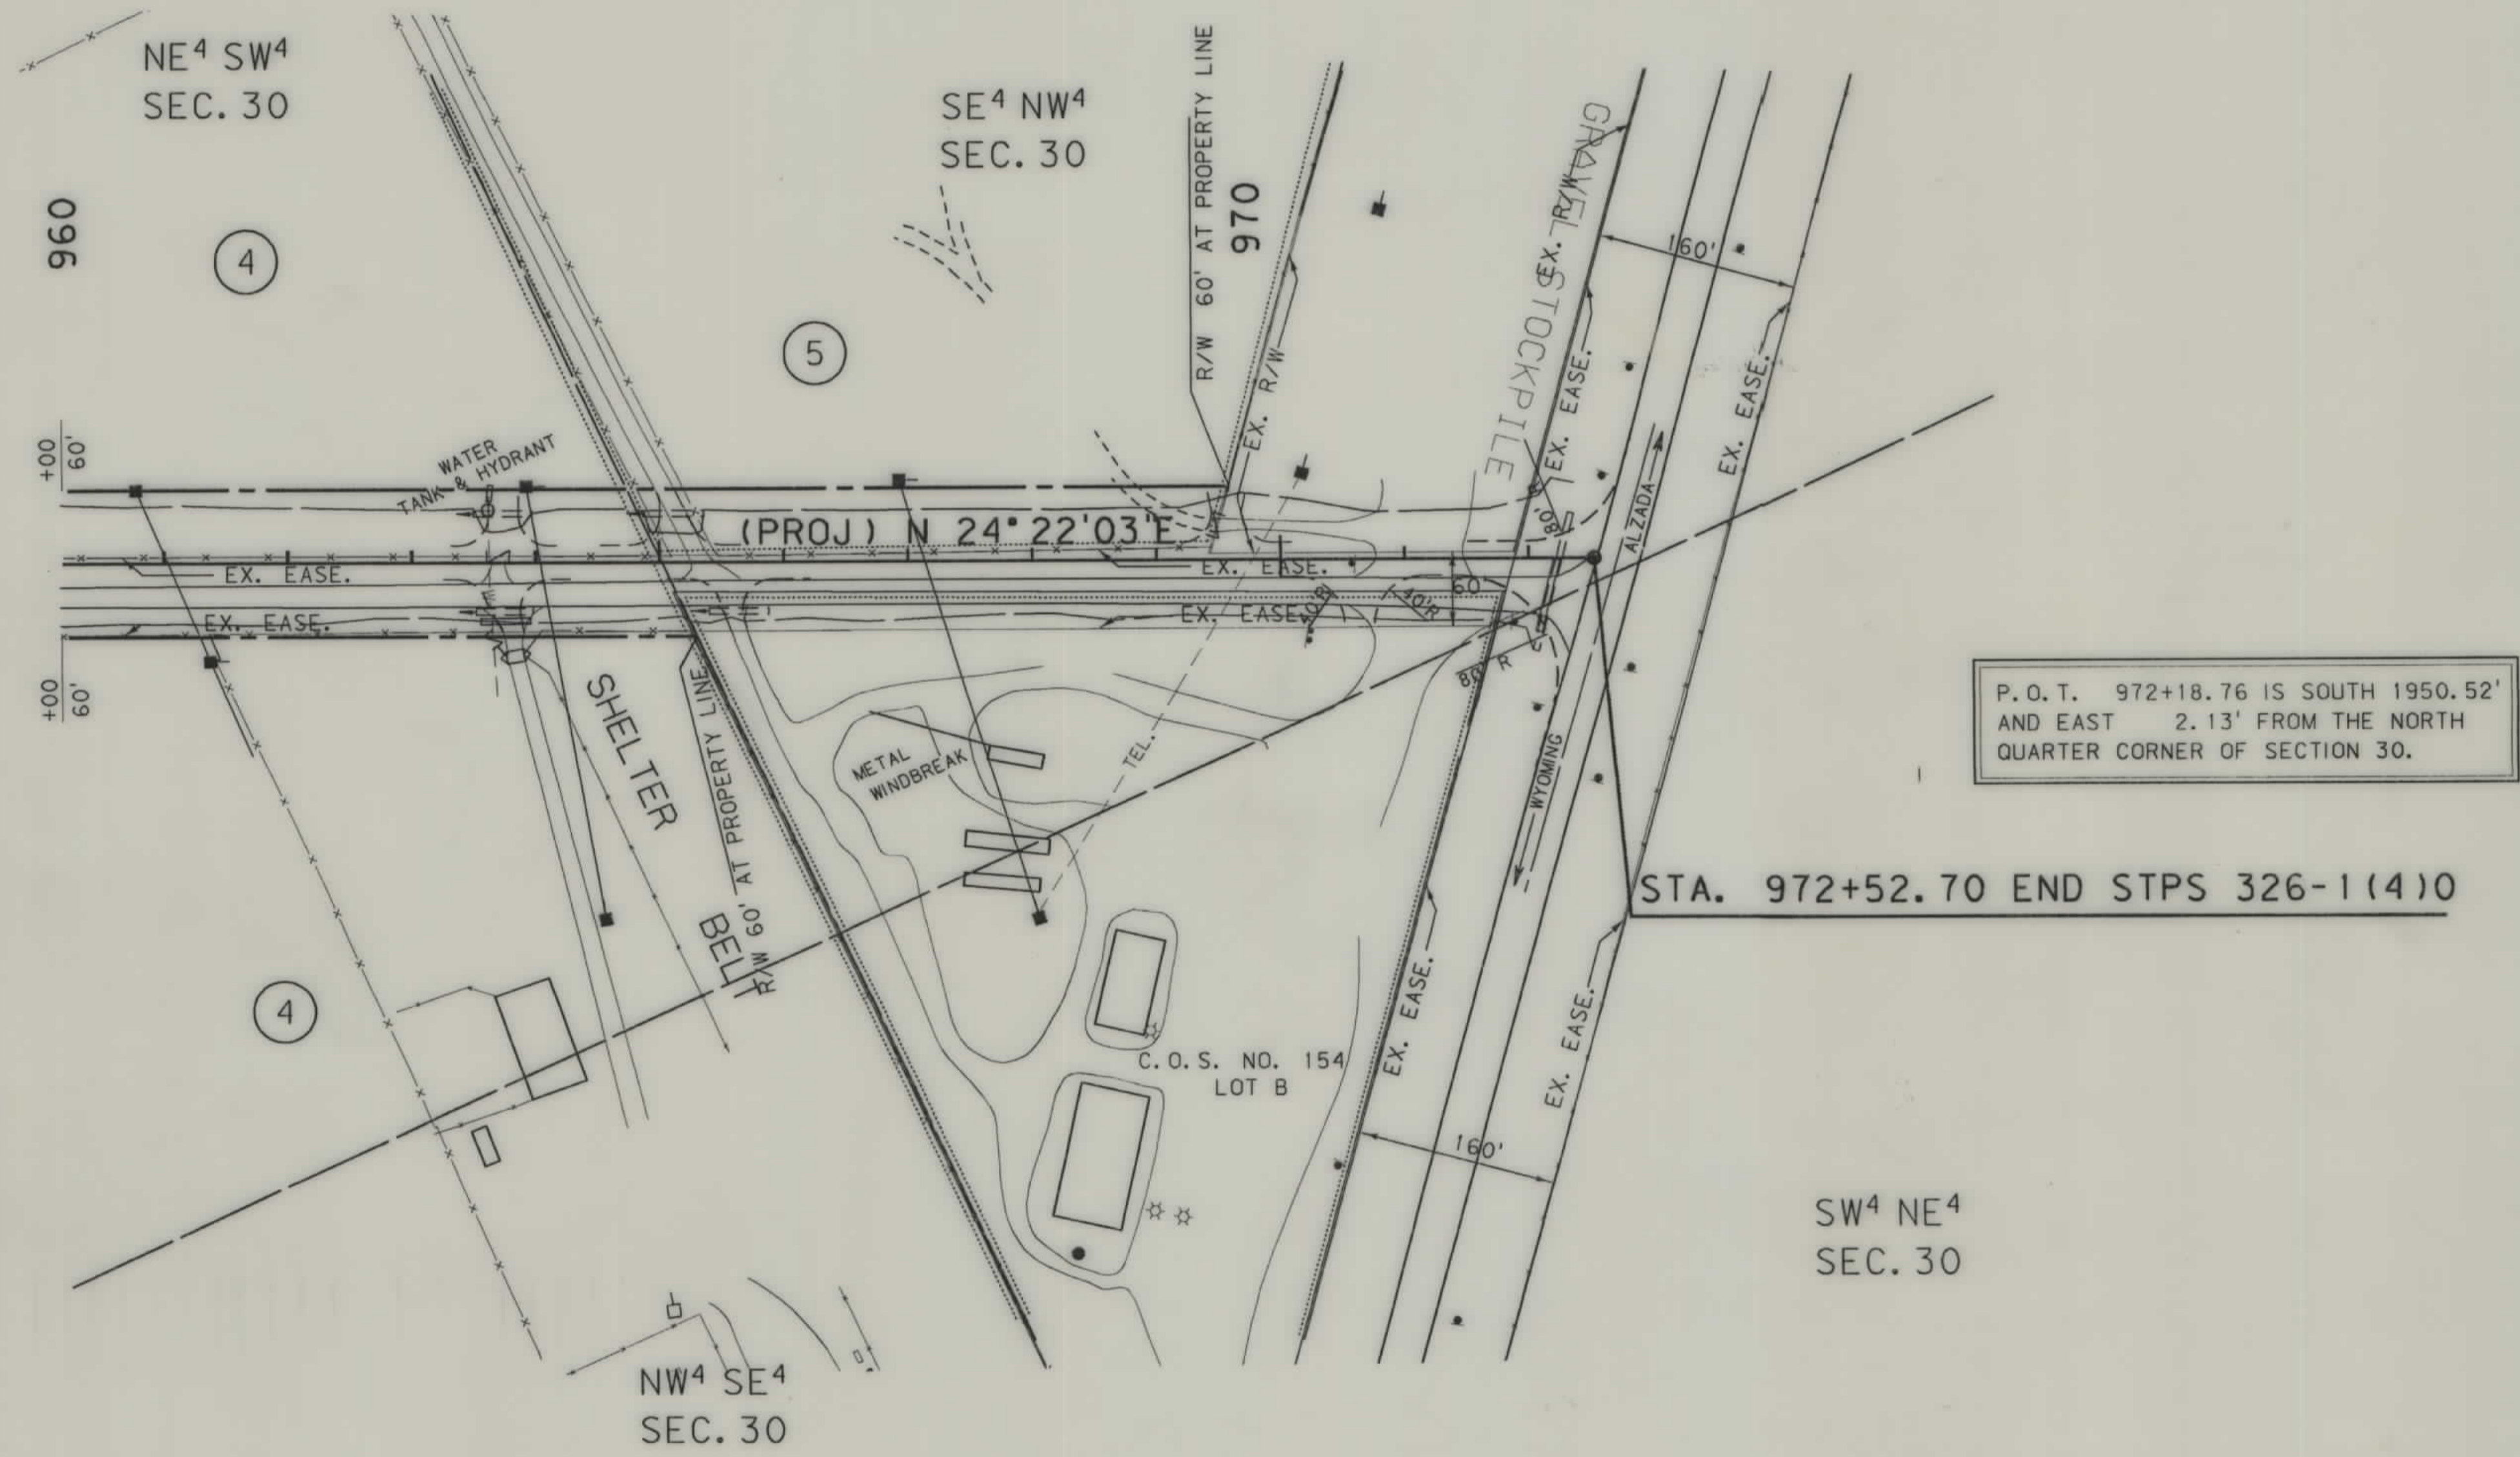 NE⁴ SW⁴
SEC. 30
SE⁴ NW⁴
SEC. 30
R/W 60' AT PROPERTY LINE
970
960
4
5
GRAVEL STOCKPILE
EX. R/W
160'
EX. R/W
EX. EASE.
EX. EASE.
EX. EASE.
+00
60'
WATER
TANK & HYDRANT
(PROJ) N 24° 22'03"E
80'
ALZADA
EX. EASE.
EX. EASE.
60'
40'R
40'R
EX. EASE.
EX. EASE.
80' R
+00
60'
SHELTER
BELT
R/W 60' AT PROPERTY LINE
METAL
WINDBREAK
TEL.
WYOMING
P.O.T. 972+18.76 IS SOUTH 1950.52'
AND EAST 2.13' FROM THE NORTH
QUARTER CORNER OF SECTION 30.
STA. 972+52.70 END STPS 326-1(4)0
4
EX. EASE.
EX. EASE.
C.O.S. NO. 154
LOT B
160'
SW⁴ NE⁴
SEC. 30
NW⁴ SE⁴
SEC. 30